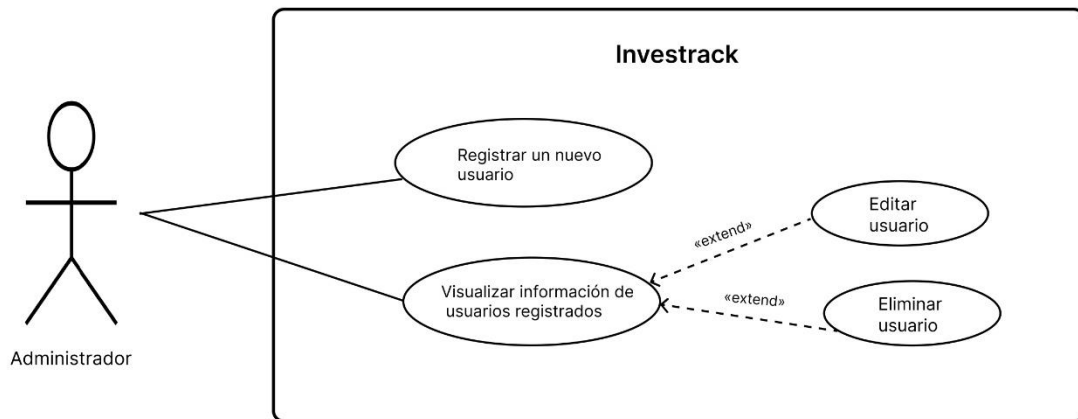 Investrack
Registrar un nuevo
usuario
Editar
usuario
«extend»
Visualizar información de
usuarios registrados
«extend»
Eliminar
usuario
Administrador